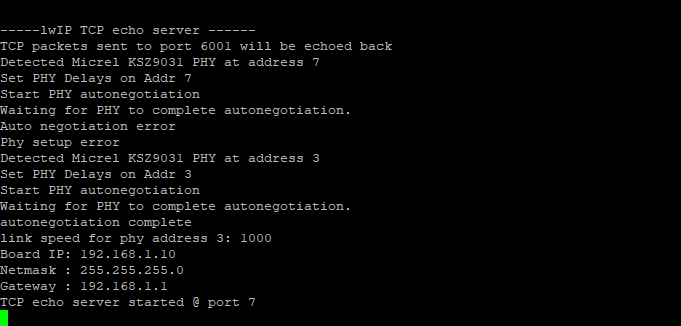 -----lwIP TCP echo server ------
TCP packets sent to port 6001 will be echoed back
Detected Micrel KSZ9031 PHY at address 7
Set PHY Delays on Addr 7
Start PHY autonegotiation
Waiting for PHY to complete autonegotiation.
Auto negotiation error
Phy setup error
Detected Micrel KSZ9031 PHY at address 3
Set PHY Delays on Addr 3
Start PHY autonegotiation
Waiting for PHY to complete autonegotiation.
autonegotiation complete
link speed for phy address 3: 1000
Board IP: 192.168.1.10
Netmask : 255.255.255.0
Gateway : 192.168.1.1
TCP echo server started @ port 7